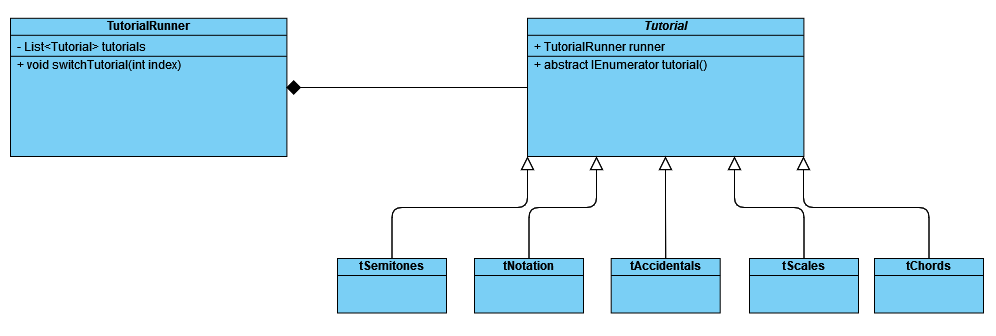 TutorialRunner
- List<Tutorial> tutorials
+ void switchTutorial(int index)
Tutorial
+ TutorialRunner runner
+ abstract IEnumerator tutorial()
tSemitones
tNotation
tAccidentals
tScales
tChords